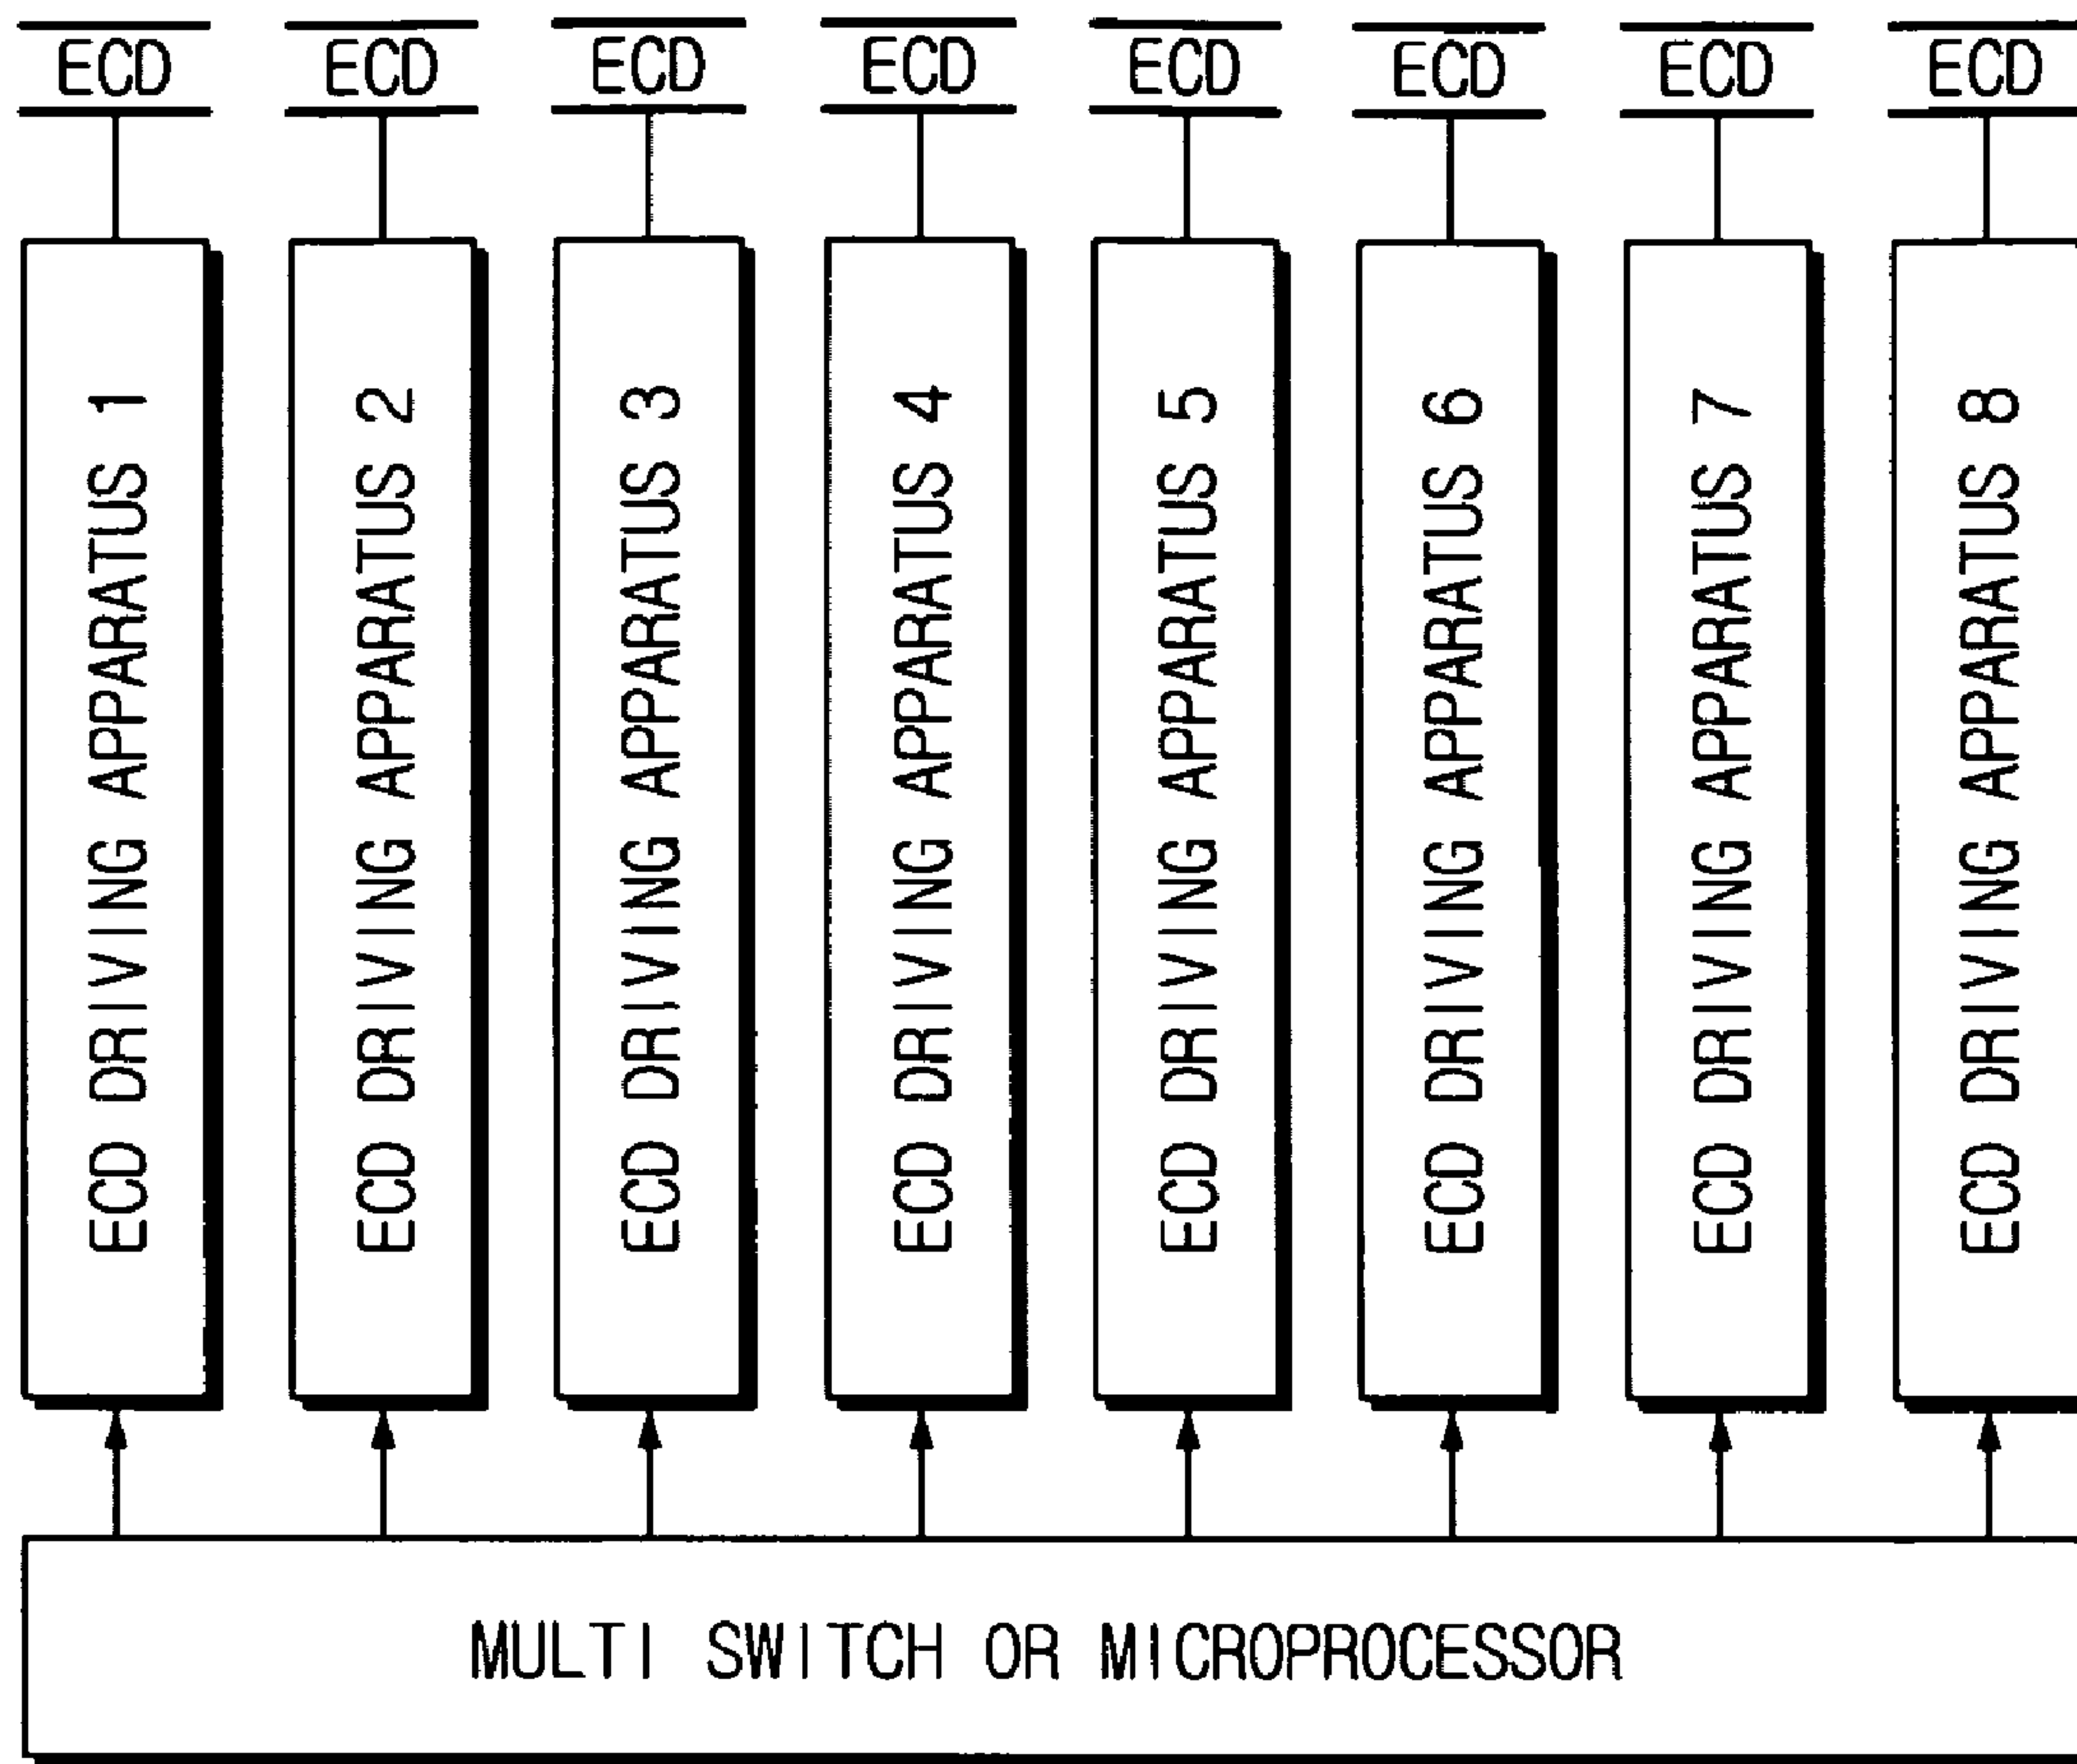 ECD
ECD
ECD
ECD
ECD
ECD
ECD
ECD
ECD DRIVING APPARATUS 1
ECD DRIVING APPARATUS 2
ECD DRIVING APPARATUS 3
ECD DRIVING APPARATUS 4
ECD DRIVING APPARATUS 5
ECD DRIVING APPARATUS 6
ECD DRIVING APPARATUS 7
ECD DRIVING APPARATUS 8
MULTI SWITCH OR MICROPROCESSOR